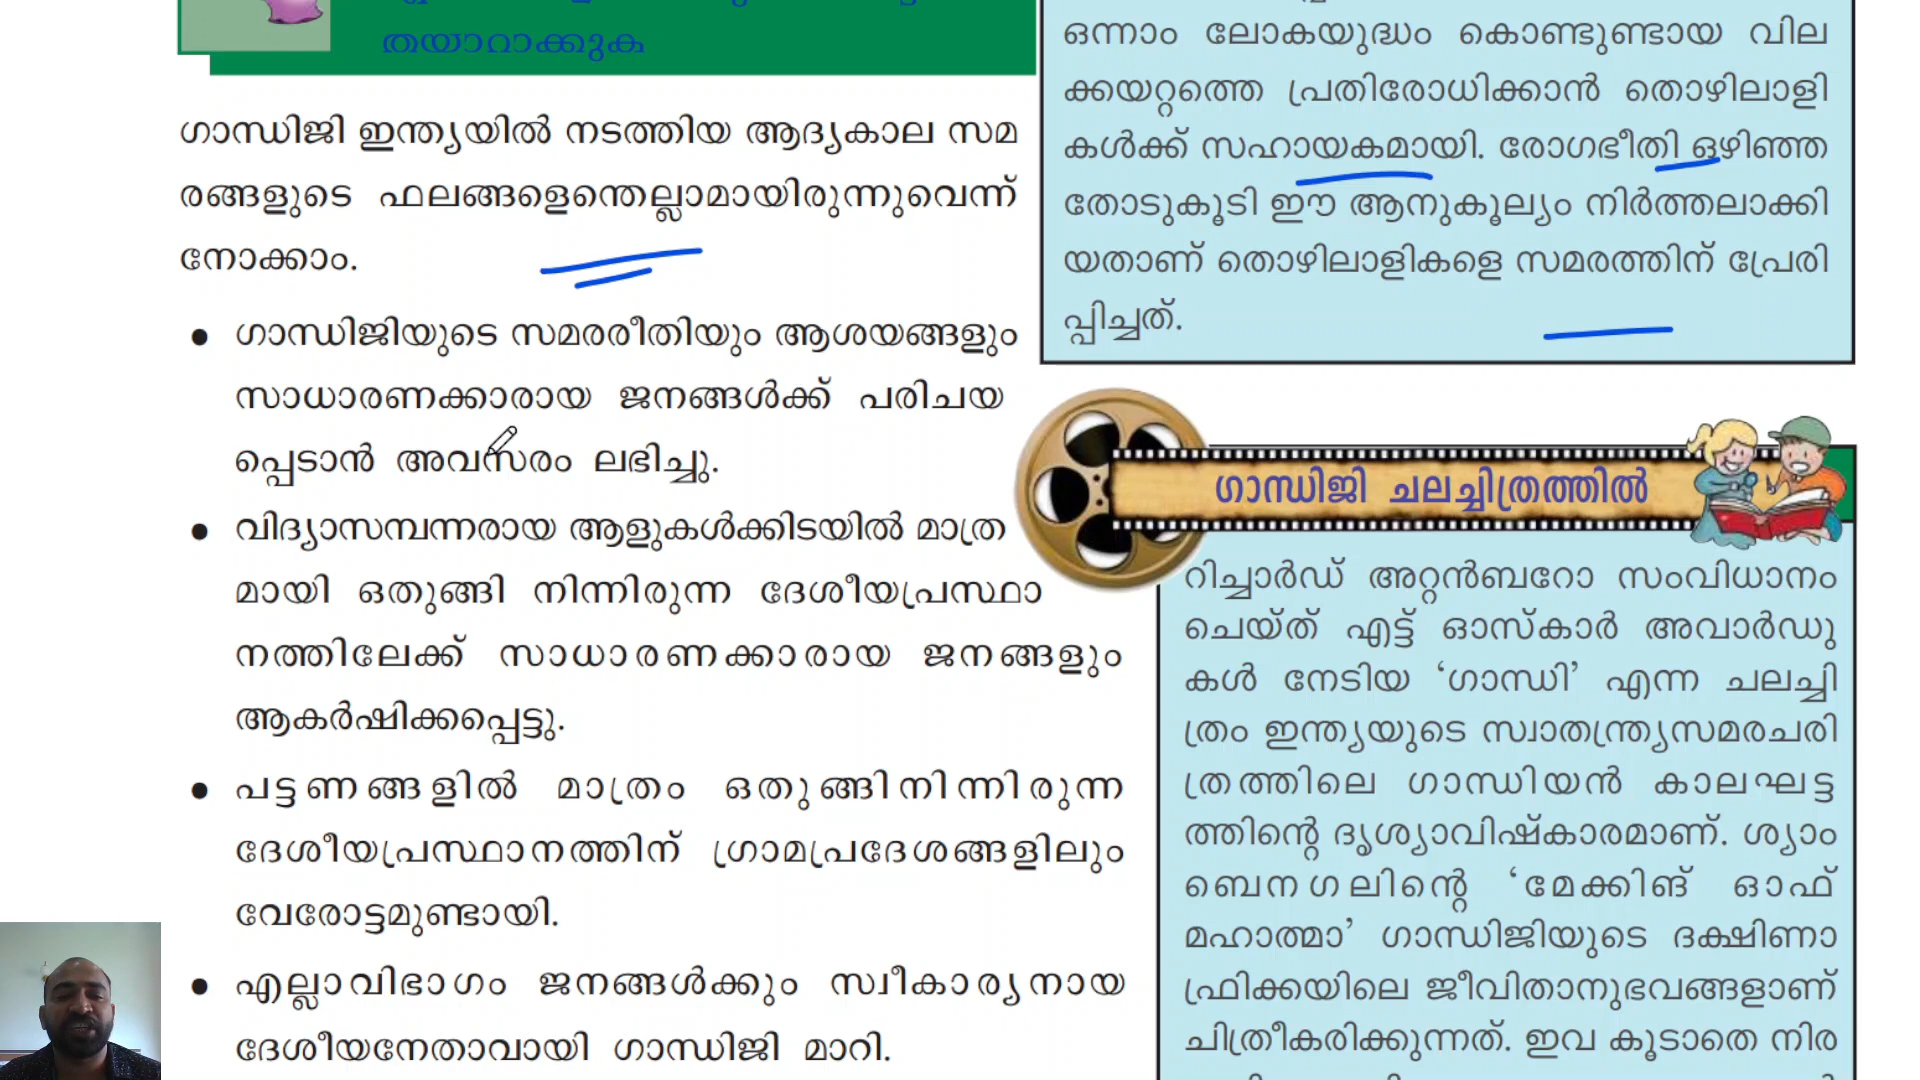 തയാറാക്കുക
ഗാന്ധിജി ഇന്ത്യയിൽ നടത്തിയ ആദ്യകാല സമ
രങ്ങളുടെ ഫലങ്ങളെന്തെല്ലാമായിരുന്നുവെന്ന്
നോക്കാം.
● ഗാന്ധിജിയുടെ സമരരീതിയും ആശയങ്ങളും
സാധാരണക്കാരായ ജനങ്ങൾക്ക് പരിചയ
പ്പെടാൻ അവസരം ലഭിച്ചു.
● വിദ്യാസമ്പന്നരായ ആളുകൾക്കിടയിൽ മാത്ര
മായി ഒതുങ്ങി നിന്നിരുന്ന ദേശീയപ്രസ്ഥാ
നത്തിലേക്ക് സാധാരണക്കാരായ ജനങ്ങളും
ആകർഷിക്കപ്പെട്ടു.
● പട്ടണങ്ങളിൽ മാത്രം ഒതുങ്ങിനിന്നിരുന്ന
ദേശീയപ്രസ്ഥാനത്തിന് ഗ്രാമപ്രദേശങ്ങളിലും
വേരോട്ടമുണ്ടായി.
● എല്ലാവിഭാഗം ജനങ്ങൾക്കും സ്വീകാര്യനായ
ദേശീയനേതാവായി ഗാന്ധിജി മാറി.
ഒന്നാം ലോകയുദ്ധം കൊണ്ടുണ്ടായ വില
ക്കയറ്റത്തെ പ്രതിരോധിക്കാൻ തൊഴിലാളി
കൾക്ക് സഹായകമായി. രോഗഭീതി ഒഴിഞ്ഞ
തോടുകൂടി ഈ ആനുകൂല്യം നിർത്തലാക്കി
യതാണ് തൊഴിലാളികളെ സമരത്തിന് പ്രേരി
പ്പിച്ചത്.
ഗാന്ധിജി ചലച്ചിത്രത്തിൽ
റിച്ചാർഡ് അറ്റൻബറോ സംവിധാനം
ചെയ്ത് എട്ട് ഓസ്കാർ അവാർഡു
കൾ നേടിയ ‘ഗാന്ധി’ എന്ന ചലച്ചി
ത്രം ഇന്ത്യയുടെ സ്വാതന്ത്ര്യസമരചരി
ത്രത്തിലെ ഗാന്ധിയൻ കാലഘട്ട
ത്തിന്റെ ദൃശ്യാവിഷ്കാരമാണ്. ശ്യാം
ബെനഗലിന്റെ ‘മേക്കിങ് ഓഫ്
മഹാത്മാ’ ഗാന്ധിജിയുടെ ദക്ഷിണാ
ഫ്രിക്കയിലെ ജീവിതാനുഭവങ്ങളാണ്
ചിത്രീകരിക്കുന്നത്. ഇവ കൂടാതെ നിര